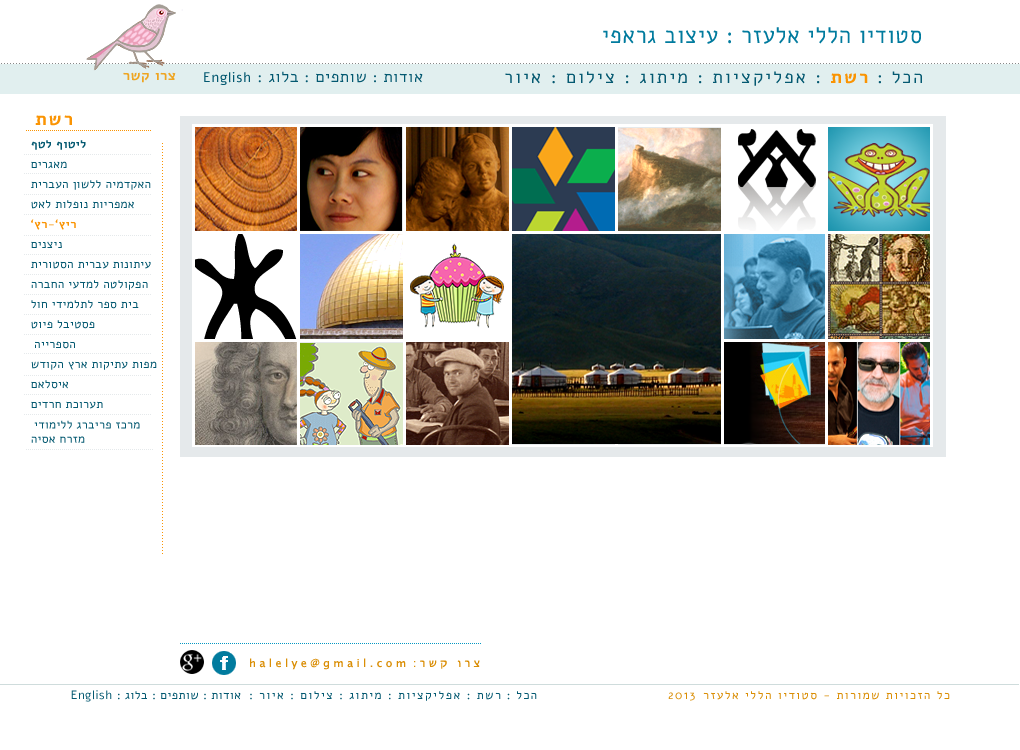 סטודיו הללי אלעזר : עיצוב גראפי
הכל : רשת : אפליקציות : מיתוג : צילום : איור
אודות : שותפים : בלוג : English
צרו קשר
רשת
ליטוף לטף
מאגרים
האקדמיה ללשון העברית
אמפריות נופלות לאט
ריץ'-רץ'
ניצנים
עיתונות עברית הסטורית
הפקולטה למדעי החברה
בית ספר לתלמידי חול
פסטיבל פיוט
הספרייה
מפות עתיקות ארץ הקודש
איסלאם
תערוכת חרדים
מרכז פריברג ללימודי
מזרח אסיה
צרו קשר: halelye@gmail.com
g+ f
הכל : רשת : אפליקציות : מיתוג : צילום : איור : אודות : שותפים : בלוג : English
כל הזכויות שמורות - סטודיו הללי אלעזר 2013